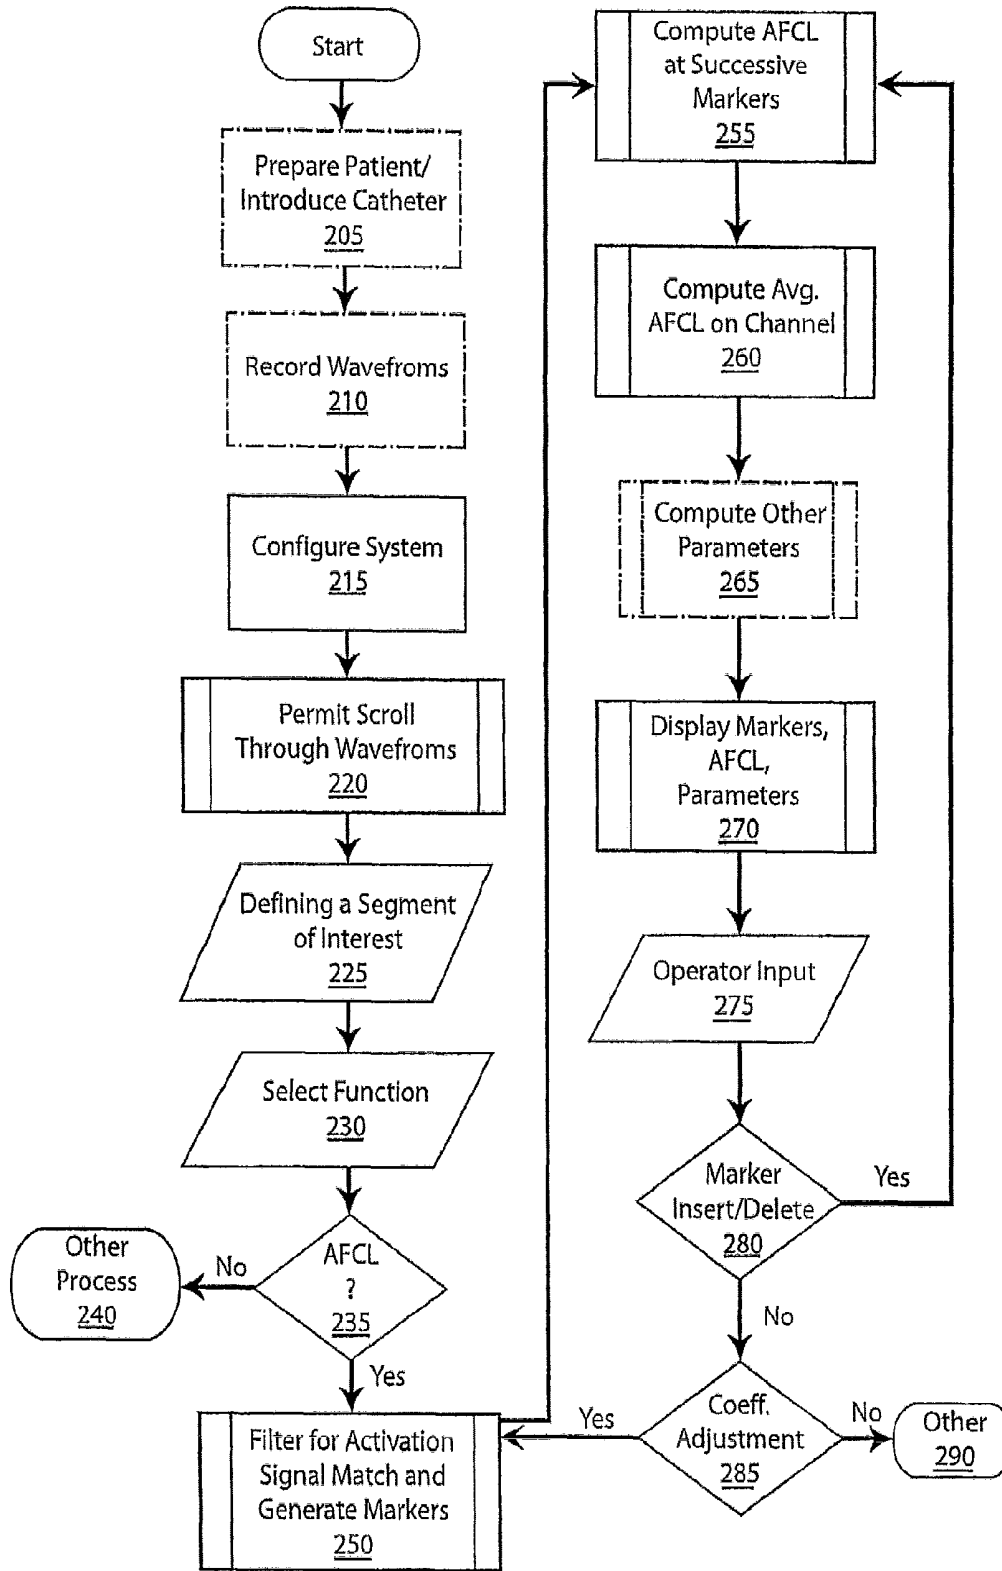 Start
Prepare Patient/
Introduce Catheter
205
Record Wavefroms
210
Configure System
215
Permit Scroll
Through Wavefroms
220
Defining a Segment
of Interest
225
Select Function
230
AFCL
?
235
No
Other
Process
240
Yes
Filter for Activation
Signal Match and
Generate Markers
250
Compute AFCL
at Successive
Markers
255
Compute Avg.
AFCL on Channel
260
Compute Other
Parameters
265
Display Markers,
AFCL,
Parameters
270
Operator Input
275
Marker
Insert/Delete
280
Yes
No
Coeff.
Adjustment
285
Yes
No
Other
290